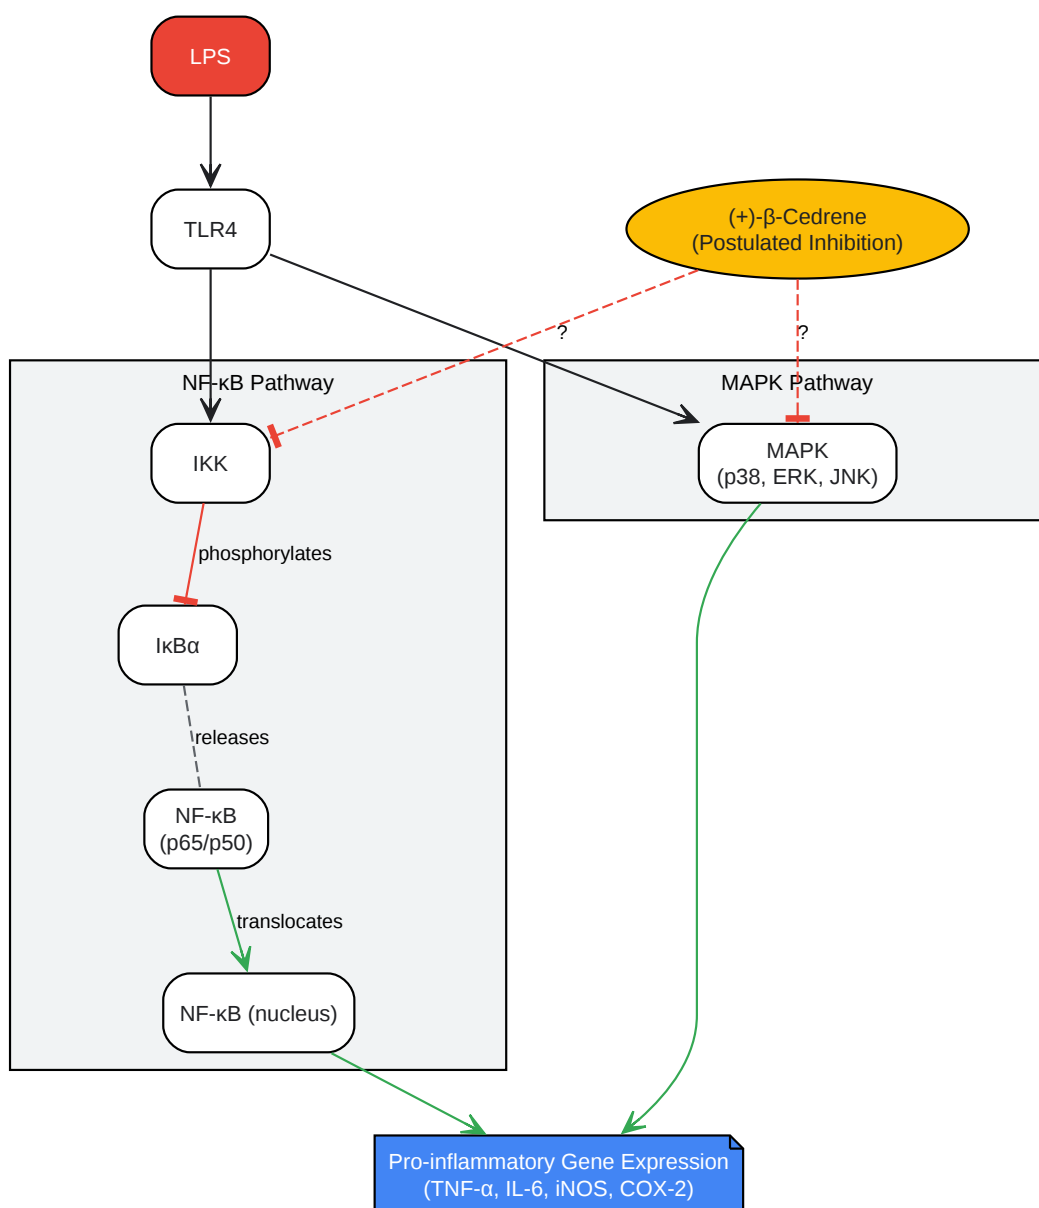 LPS
TLR4
(+)-β-Cedrene
(Postulated Inhibition)
?
?
NF-κB Pathway
MAPK Pathway
IKK
MAPK
(p38, ERK, JNK)
phosphorylates
IκBα
releases
NF-κB
(p65/p50)
translocates
NF-κB (nucleus)
Pro-inflammatory Gene Expression
(TNF-α, IL-6, iNOS, COX-2)